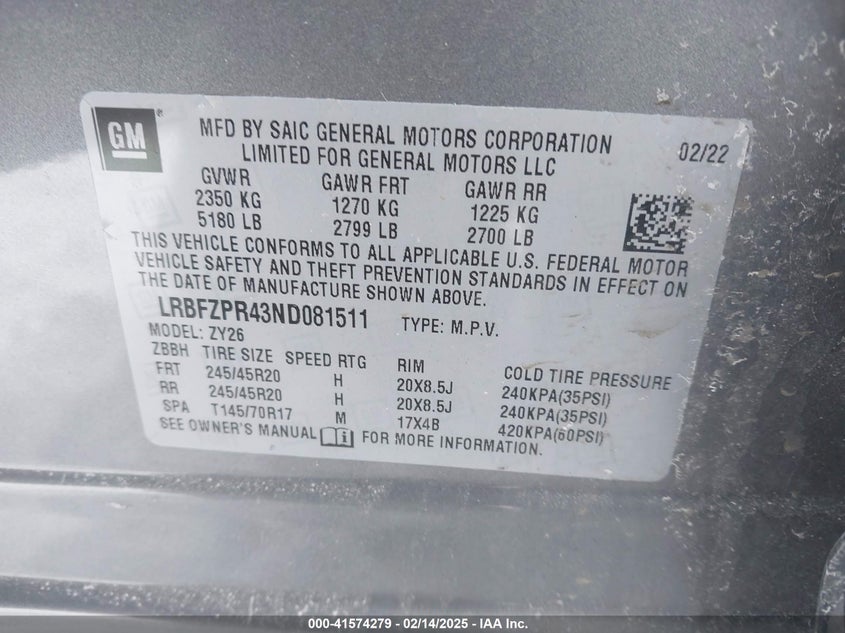 GM
MFD BY SAIC GENERAL MOTORS CORPORATION
LIMITED FOR GENERAL MOTORS LLC
02/22
GVWR GAWR FRT GAWR RR
2350 KG 1270 KG 1225 KG
5180 LB 2799 LB 2700 LB
THIS VEHICLE CONFORMS TO ALL APPLICABLE U.S. FEDERAL MOTOR
VEHICLE SAFETY AND THEFT PREVENTION STANDARDS IN EFFECT ON
THE DATE OF MANUFACTURE SHOWN ABOVE.
LRBFZPR43ND081511 TYPE: M.P.V.
MODEL: ZY26
ZBBH TIRE SIZE SPEED RTG RIM COLD TIRE PRESSURE
FRT 245/45R20 H 20X8.5J 240KPA(35PSI)
RR 245/45R20 H 20X8.5J 240KPA(35PSI)
SPA T145/70R17 M 17X4B 420KPA(60PSI)
SEE OWNER'S MANUAL FOR MORE INFORMATION.
000-41574279 - 02/14/2025 - IAA Inc.